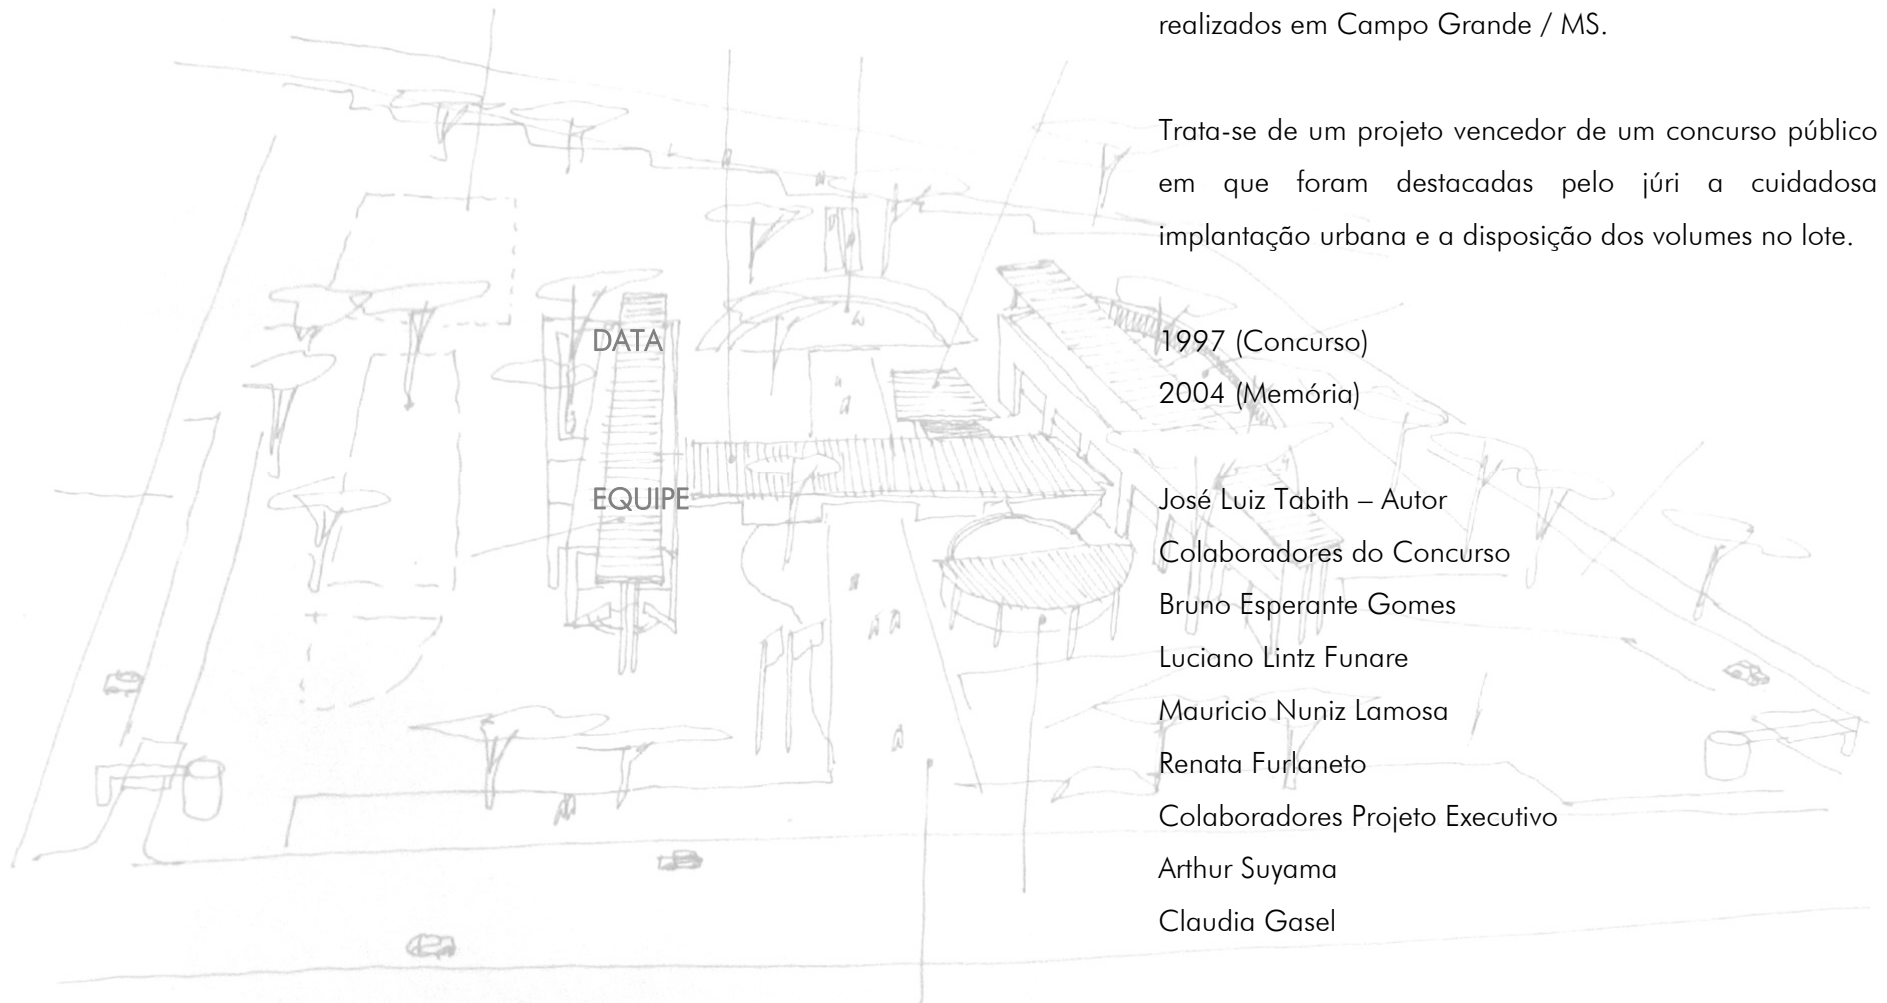 realizados em Campo Grande / MS.
Trata-se de um projeto vencedor de um concurso público
em que foram destacadas pelo júri a cuidadosa
implantação urbana e a disposição dos volumes no lote.
DATA
1997 (Concurso)
2004 (Memória)
EQUIPE
José Luiz Tabith – Autor
Colaboradores do Concurso
Bruno Esperante Gomes
Luciano Lintz Funare
Mauricio Nuniz Lamosa
Renata Furlaneto
Colaboradores Projeto Executivo
Arthur Suyama
Claudia Gasel